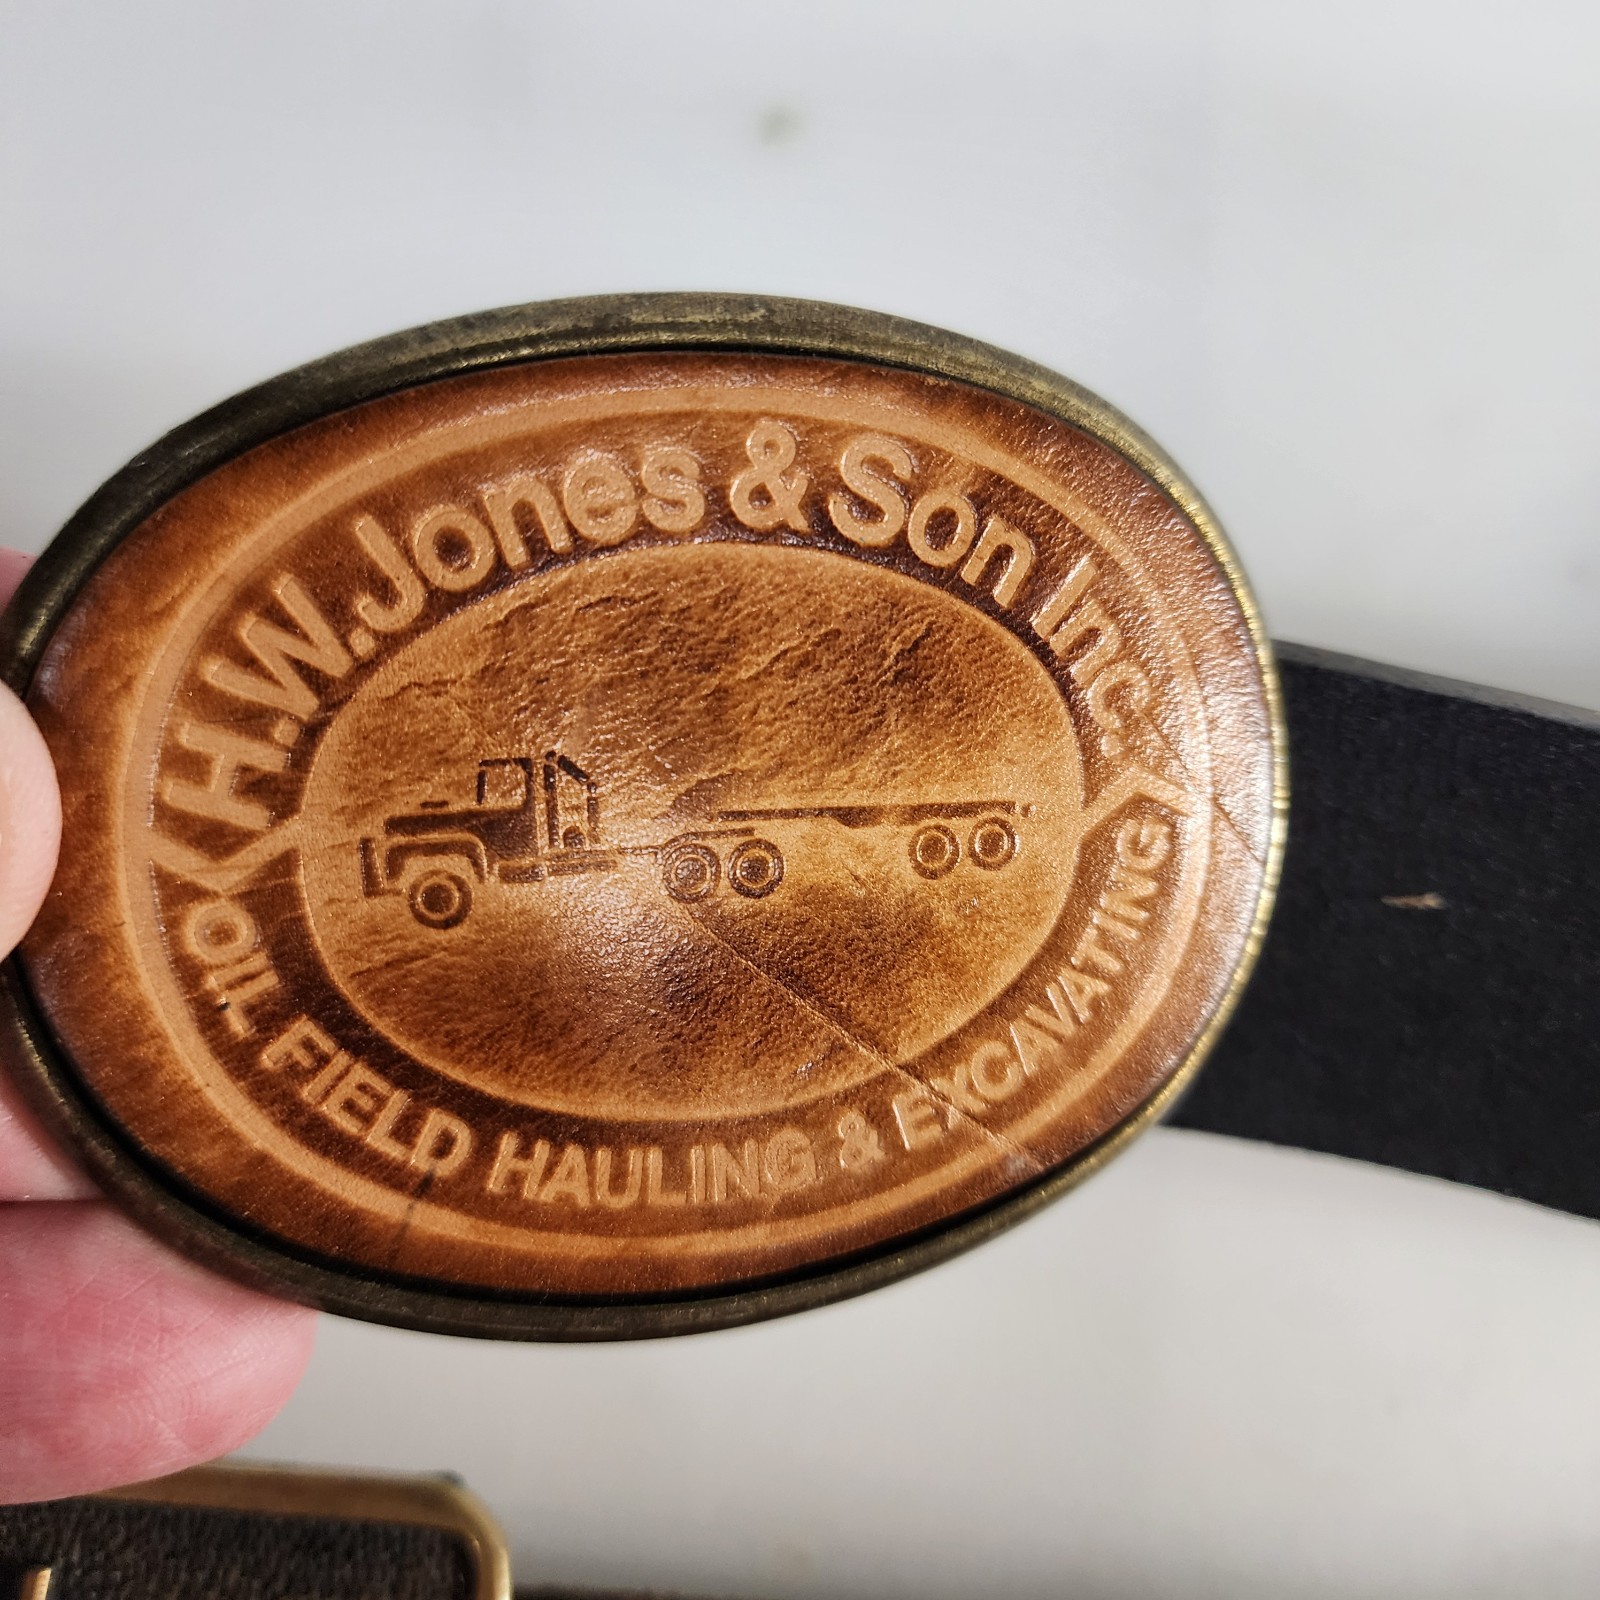 H.W. Jones & Son Inc.
OIL FIELD HAULING & EXCAVATING